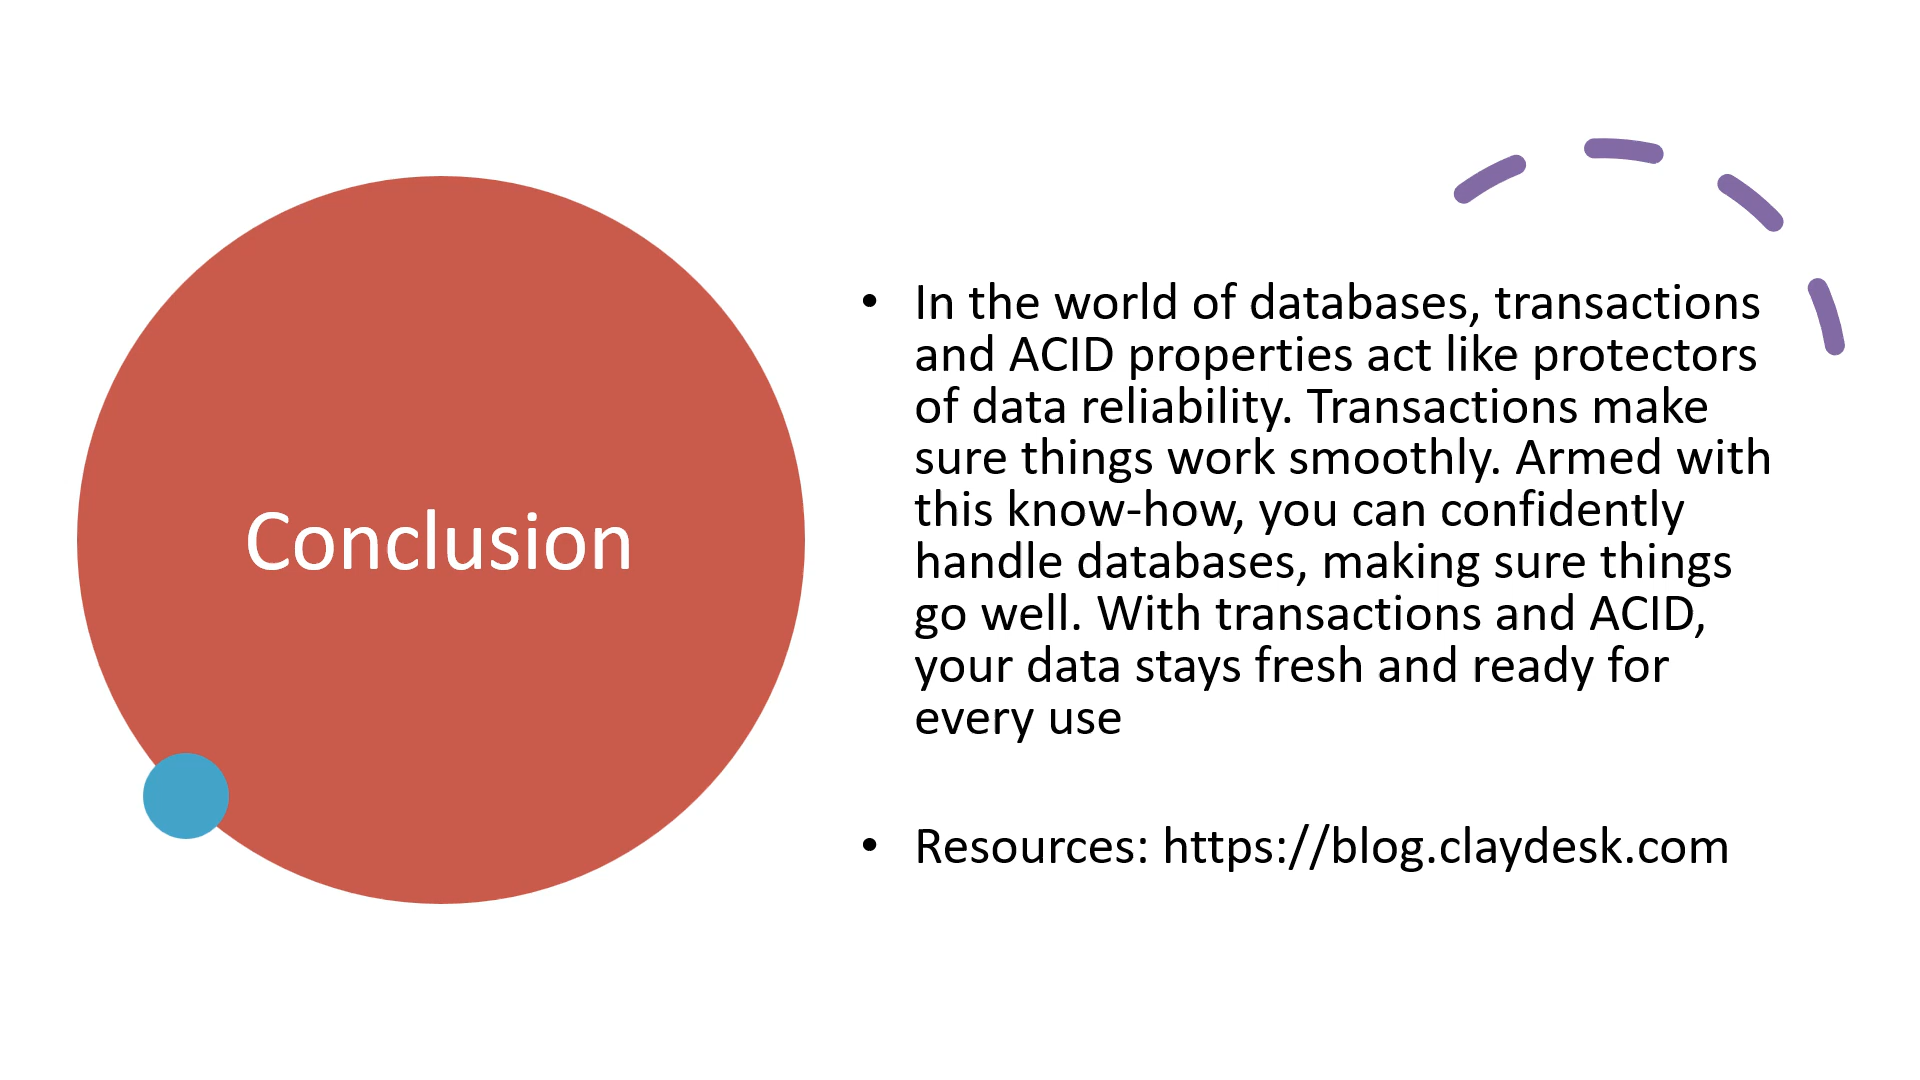 Conclusion
• In the world of databases, transactions
and ACID properties act like protectors
of data reliability. Transactions make
sure things work smoothly. Armed with
this know-how, you can confidently
handle databases, making sure things
go well. With transactions and ACID,
your data stays fresh and ready for
every use
• Resources: https://blog.claydesk.com